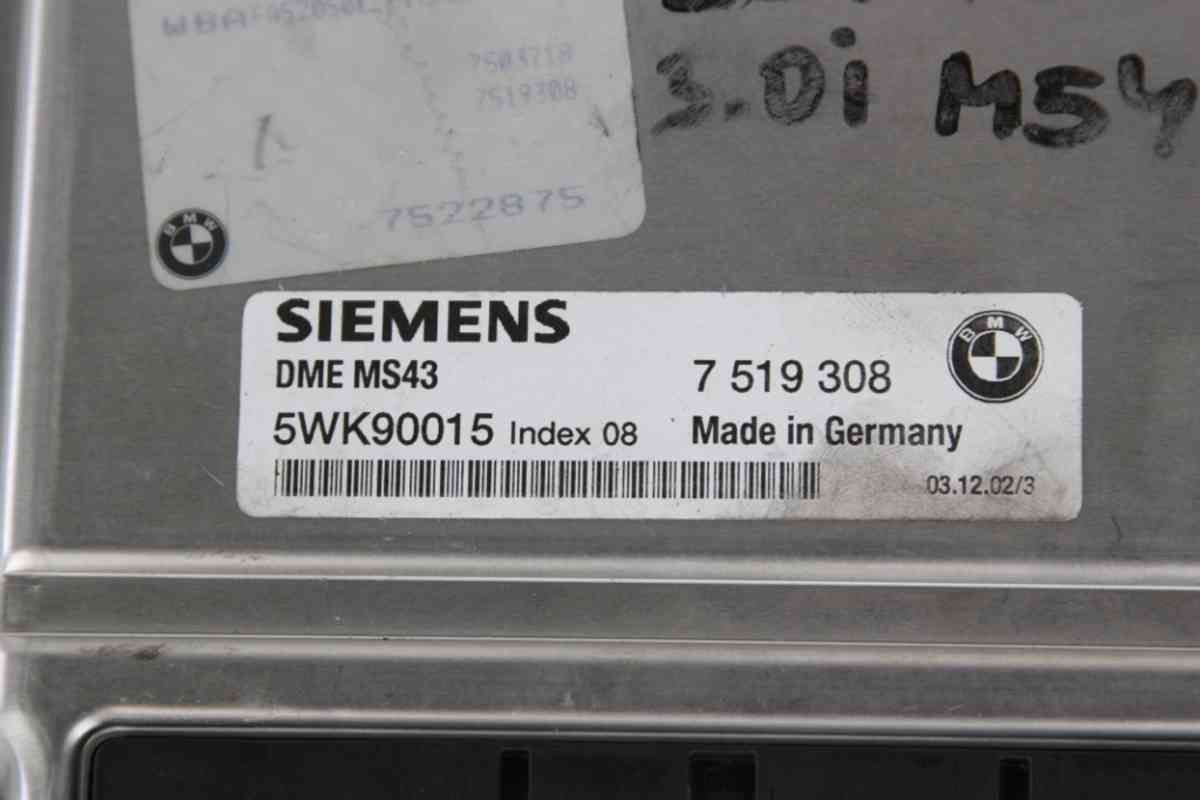 7503718
7519308
3.0i M54
7522875
BMW
SIEMENS
DME MS43
7 519 308
BMW
5WK90015 Index 08
Made in Germany
03.12.02/3